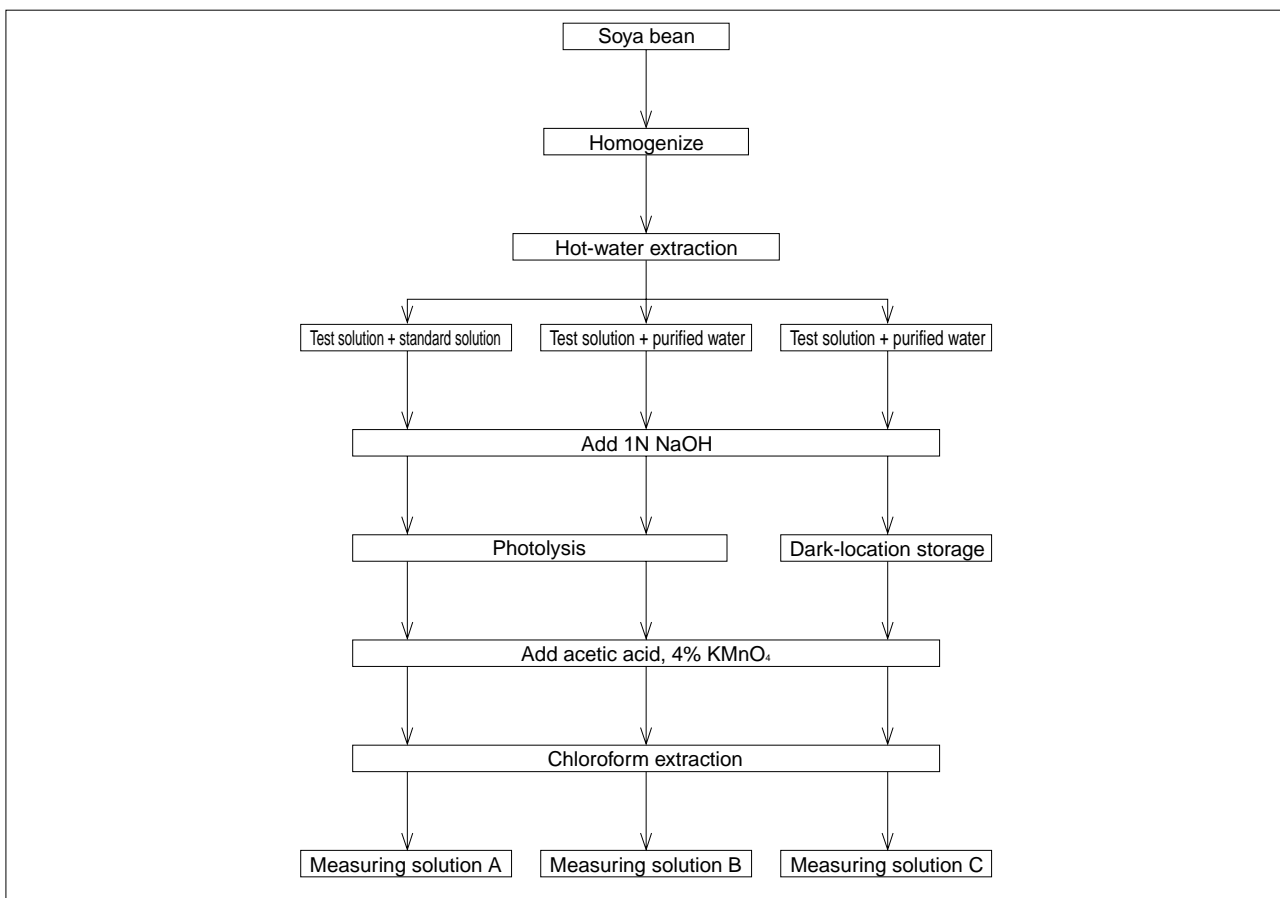 Soya bean
Homogenize
Hot-water extraction
Test solution + standard solution
Test solution + purified water
Test solution + purified water
Add 1N NaOH
Photolysis
Dark-location storage
Add acetic acid, 4% KMnO₄
Chloroform extraction
Measuring solution A
Measuring solution B
Measuring solution C